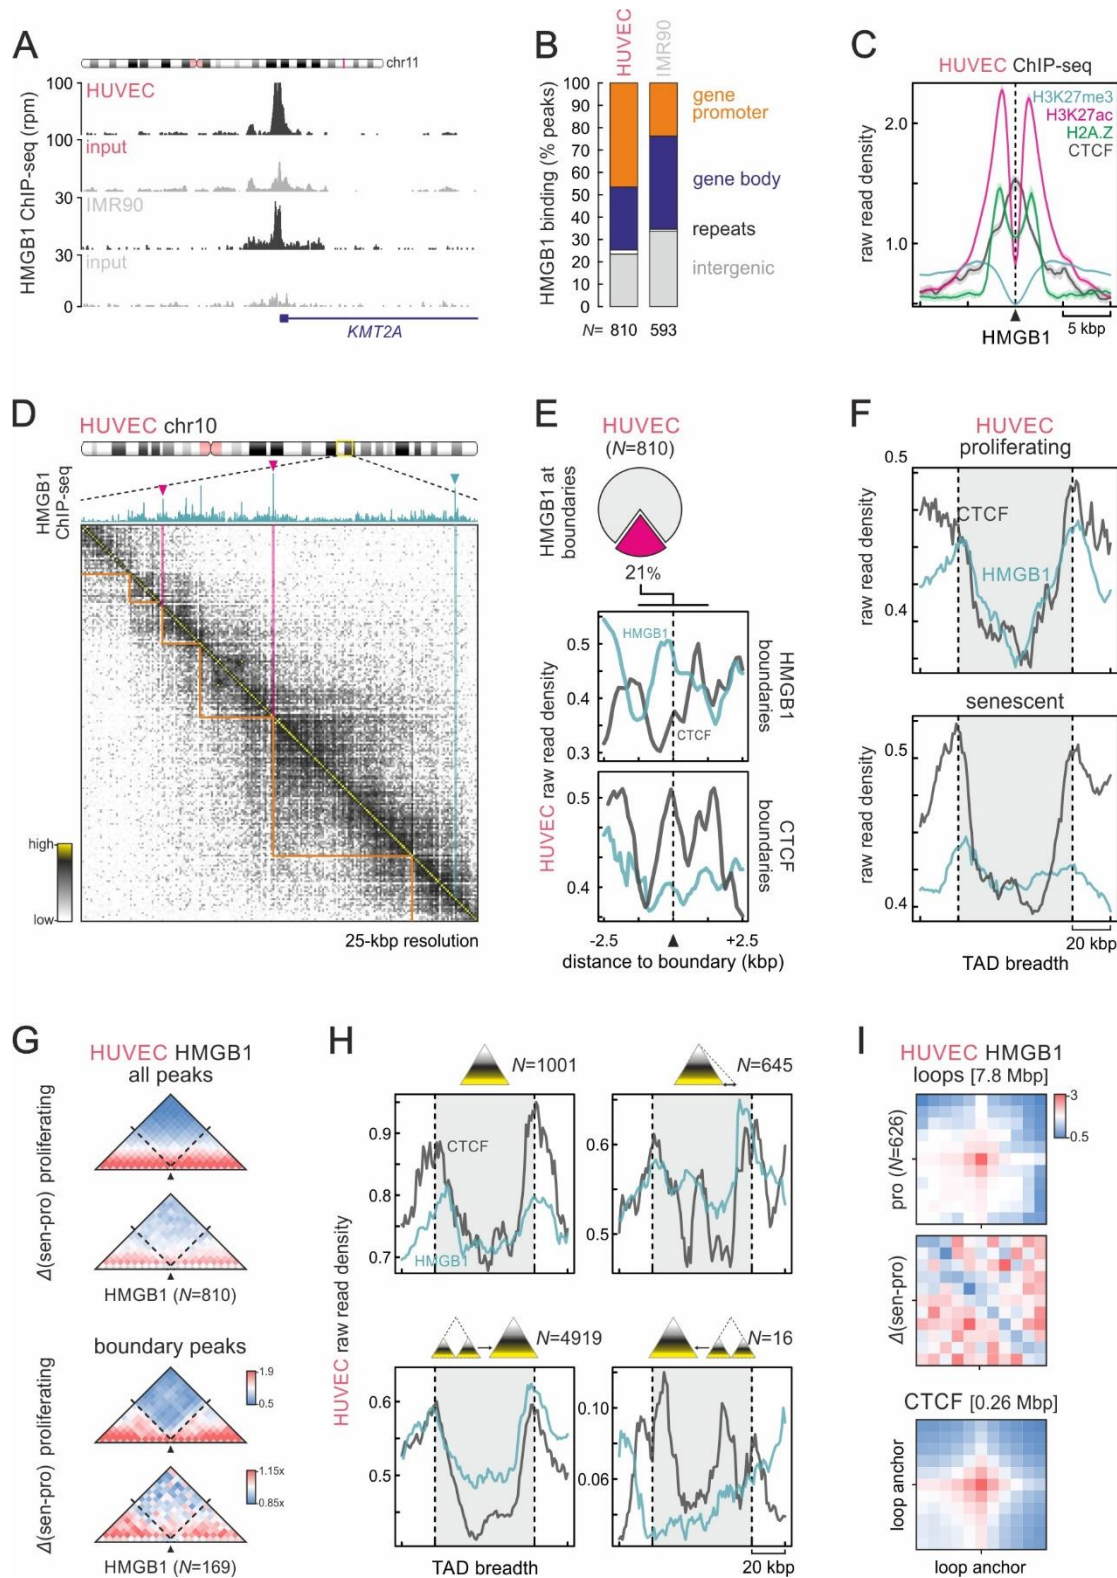 A
chr11
HMGB1 ChIP-seq (rpm)
100
HUVEC
100
input
30
IMR90
30
input
0
KMT2A
B
HUVEC
IMR90
HMGB1 binding (% peaks)
100
90
80
70
60
50
40
30
20
10
0
gene
promoter
gene body
repeats
intergenic
N= 810 593
C
HUVEC ChIP-seq
H3K27me3
H3K27ac
H2A.Z
CTCF
raw read density
2.0
1.0
HMGB1
5 kbp
D
HUVEC chr10
HMGB1
ChIP-seq
high
low
25-kbp resolution
E
HUVEC
(N=810)
HMGB1 at
boundaries
21%
HUVEC raw read density
0.5
0.4
0.3
HMGB1
CTCF
HMGB1
boundaries
0.5
0.4
CTCF
boundaries
-2.5
+2.5
distance to boundary (kbp)
F
HUVEC
proliferating
raw read density
0.5
0.4
CTCF
HMGB1
senescent
raw read density
0.5
0.4
20 kbp
TAD breadth
G
HUVEC HMGB1
all peaks
Δ(sen-pro) proliferating
HMGB1 (N=810)
boundary peaks
Δ(sen-pro) proliferating
1.9
0.5
1.15x
0.85x
HMGB1 (N=169)
H
HUVEC raw read density
N=1001
0.9
0.8
0.7
CTCF
HMGB1
N=645
0.6
0.5
N=4919
0.6
0.5
TAD breadth
N=16
0.10
0.06
20 kbp
I
HUVEC HMGB1
loops [7.8 Mbp]
pro (N=626)
3
0.5
Δ(sen-pro)
CTCF [0.26 Mbp]
loop anchor
loop anchor